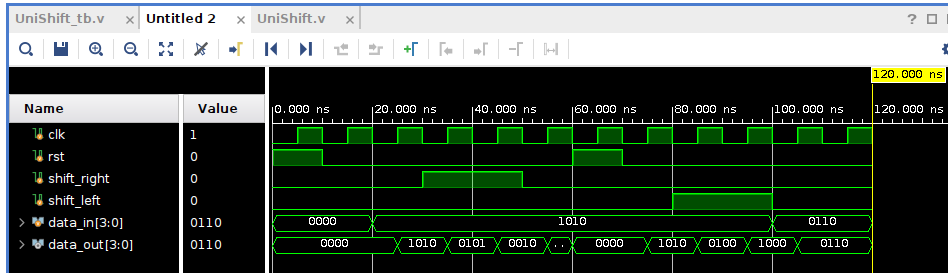 UniShift_tb.v × Untitled 2 × UniShift.v × ?
120.000 ns
Name Value 0.000 ns 20.000 ns 40.000 ns 60.000 ns 80.000 ns 100.000 ns 120.000 ns
clk 1
rst 0
shift_right 0
shift_left 0
data_in[3:0] 0110 0000 1010 0110
data_out[3:0] 0110 0000 1010 0101 0010 .. 0000 1010 0100 1000 0110